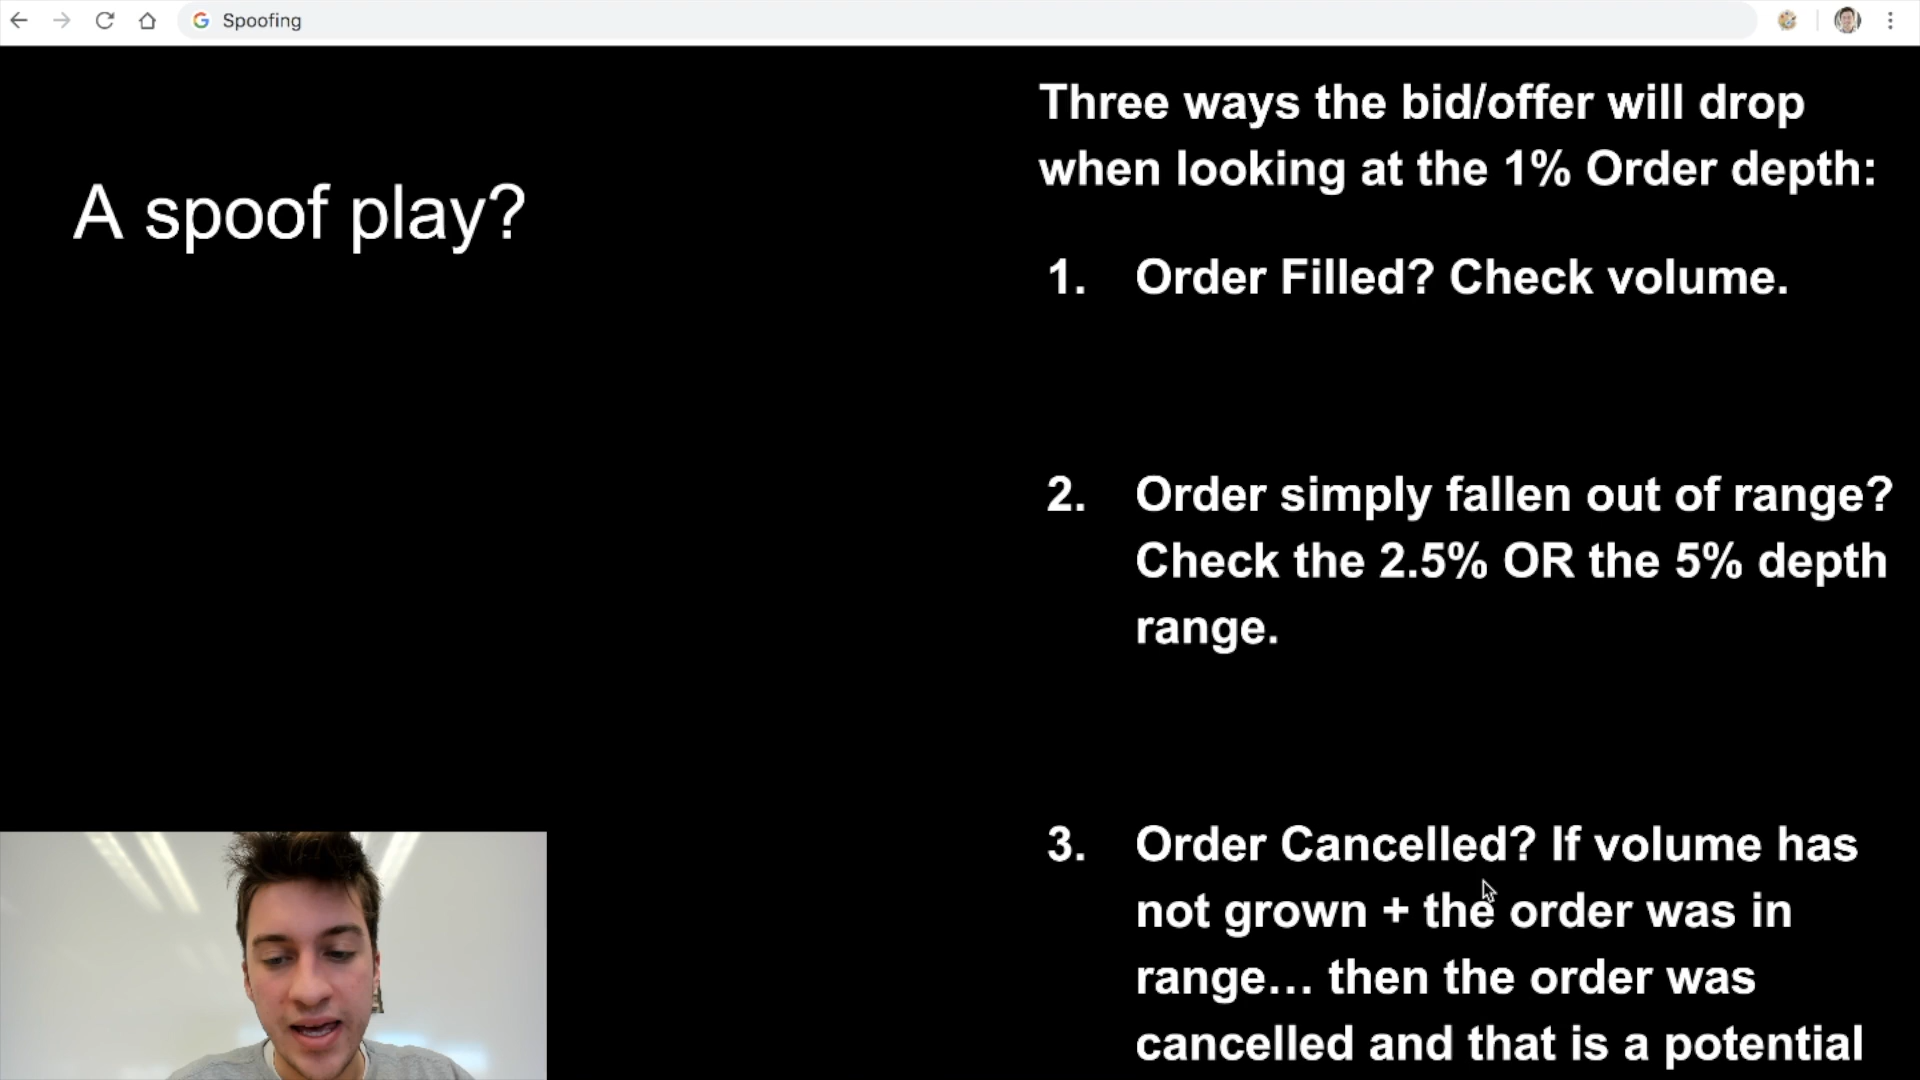 Spoofing
A spoof play?
Three ways the bid/offer will drop
when looking at the 1% Order depth:
1. Order Filled? Check volume.
2. Order simply fallen out of range?
Check the 2.5% OR the 5% depth
range.
3. Order Cancelled? If volume has
not grown + the order was in
range... then the order was
cancelled and that is a potential